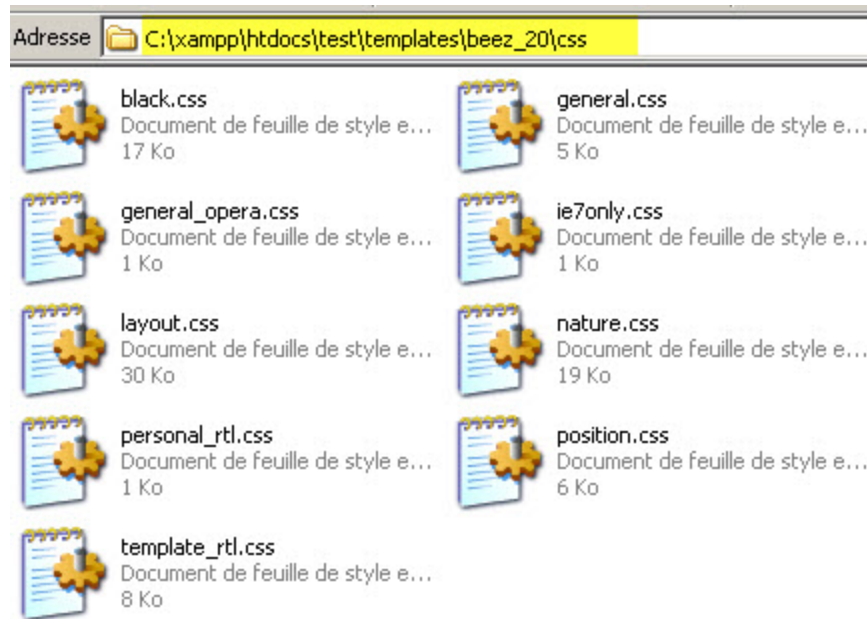 Adresse C:\xampp\htdocs\test\templates\beez_20\css
black.css
Document de feuille de style e...
17 Ko
general.css
Document de feuille de style e...
5 Ko
general_opera.css
Document de feuille de style e...
1 Ko
ie7only.css
Document de feuille de style e...
1 Ko
layout.css
Document de feuille de style e...
30 Ko
nature.css
Document de feuille de style e...
19 Ko
personal_rtl.css
Document de feuille de style e...
1 Ko
position.css
Document de feuille de style e...
6 Ko
template_rtl.css
Document de feuille de style e...
8 Ko